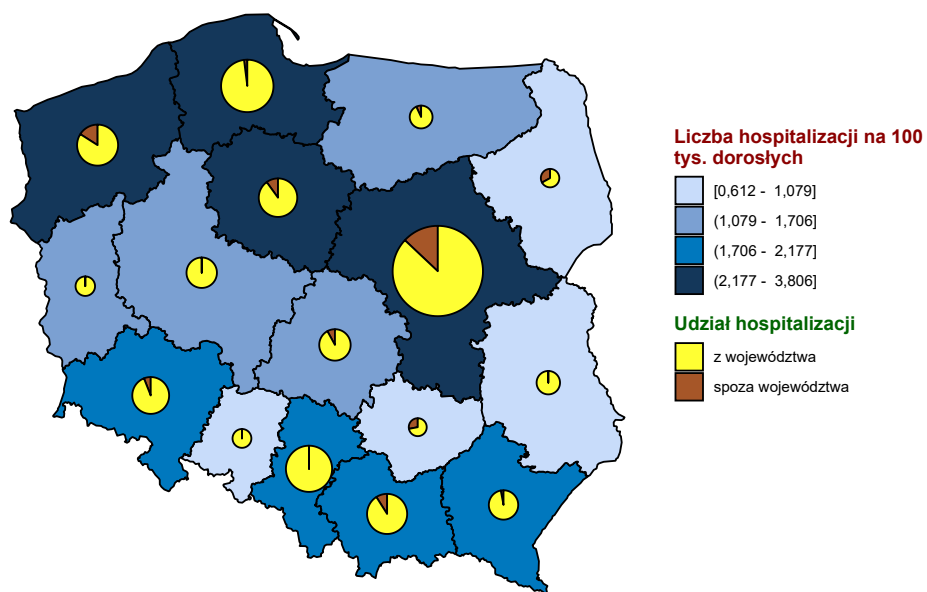 Liczba hospitalizacji na 100
tys. dorosłych
[0,612 - 1,079]
(1,079 - 1,706]
(1,706 - 2,177]
(2,177 - 3,806]
Udział hospitalizacji
z województwa
spoza województwa